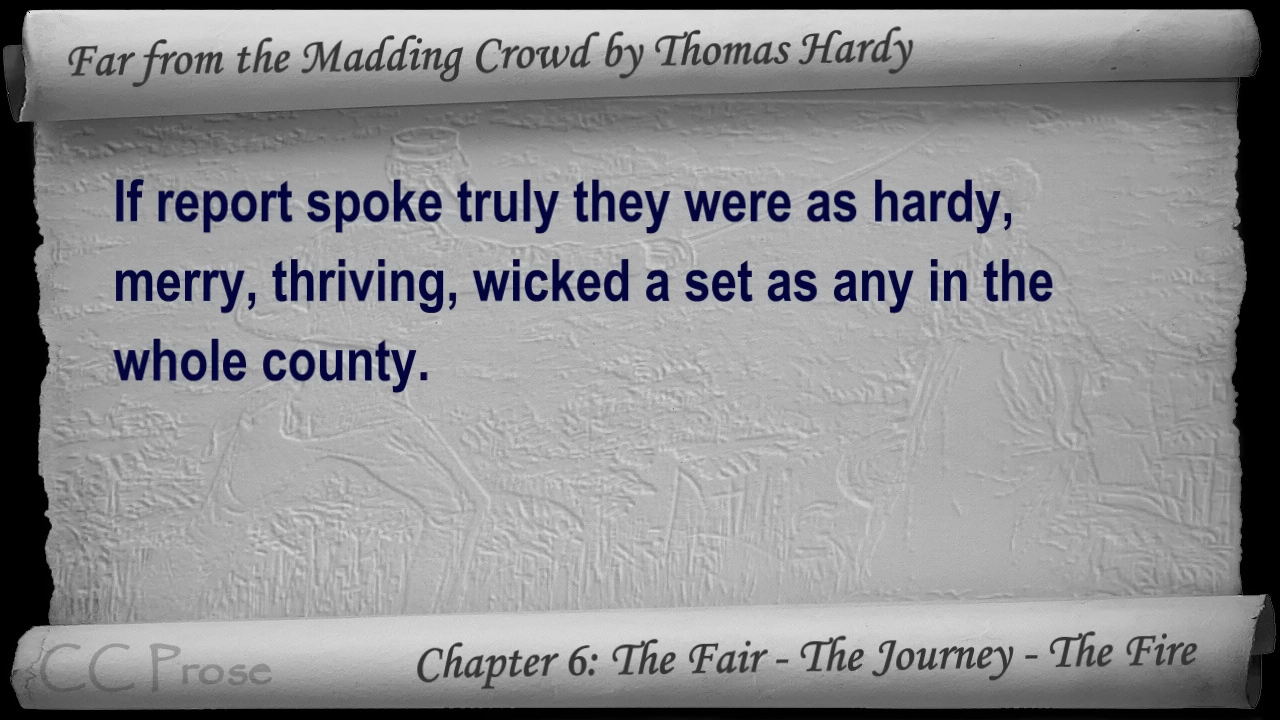 Far from the Madding Crowd by Thomas Hardy
If report spoke truly they were as hardy,
merry, thriving, wicked a set as any in the
whole county.
CC Prose
Chapter 6: The Fair - The Journey - The Fire